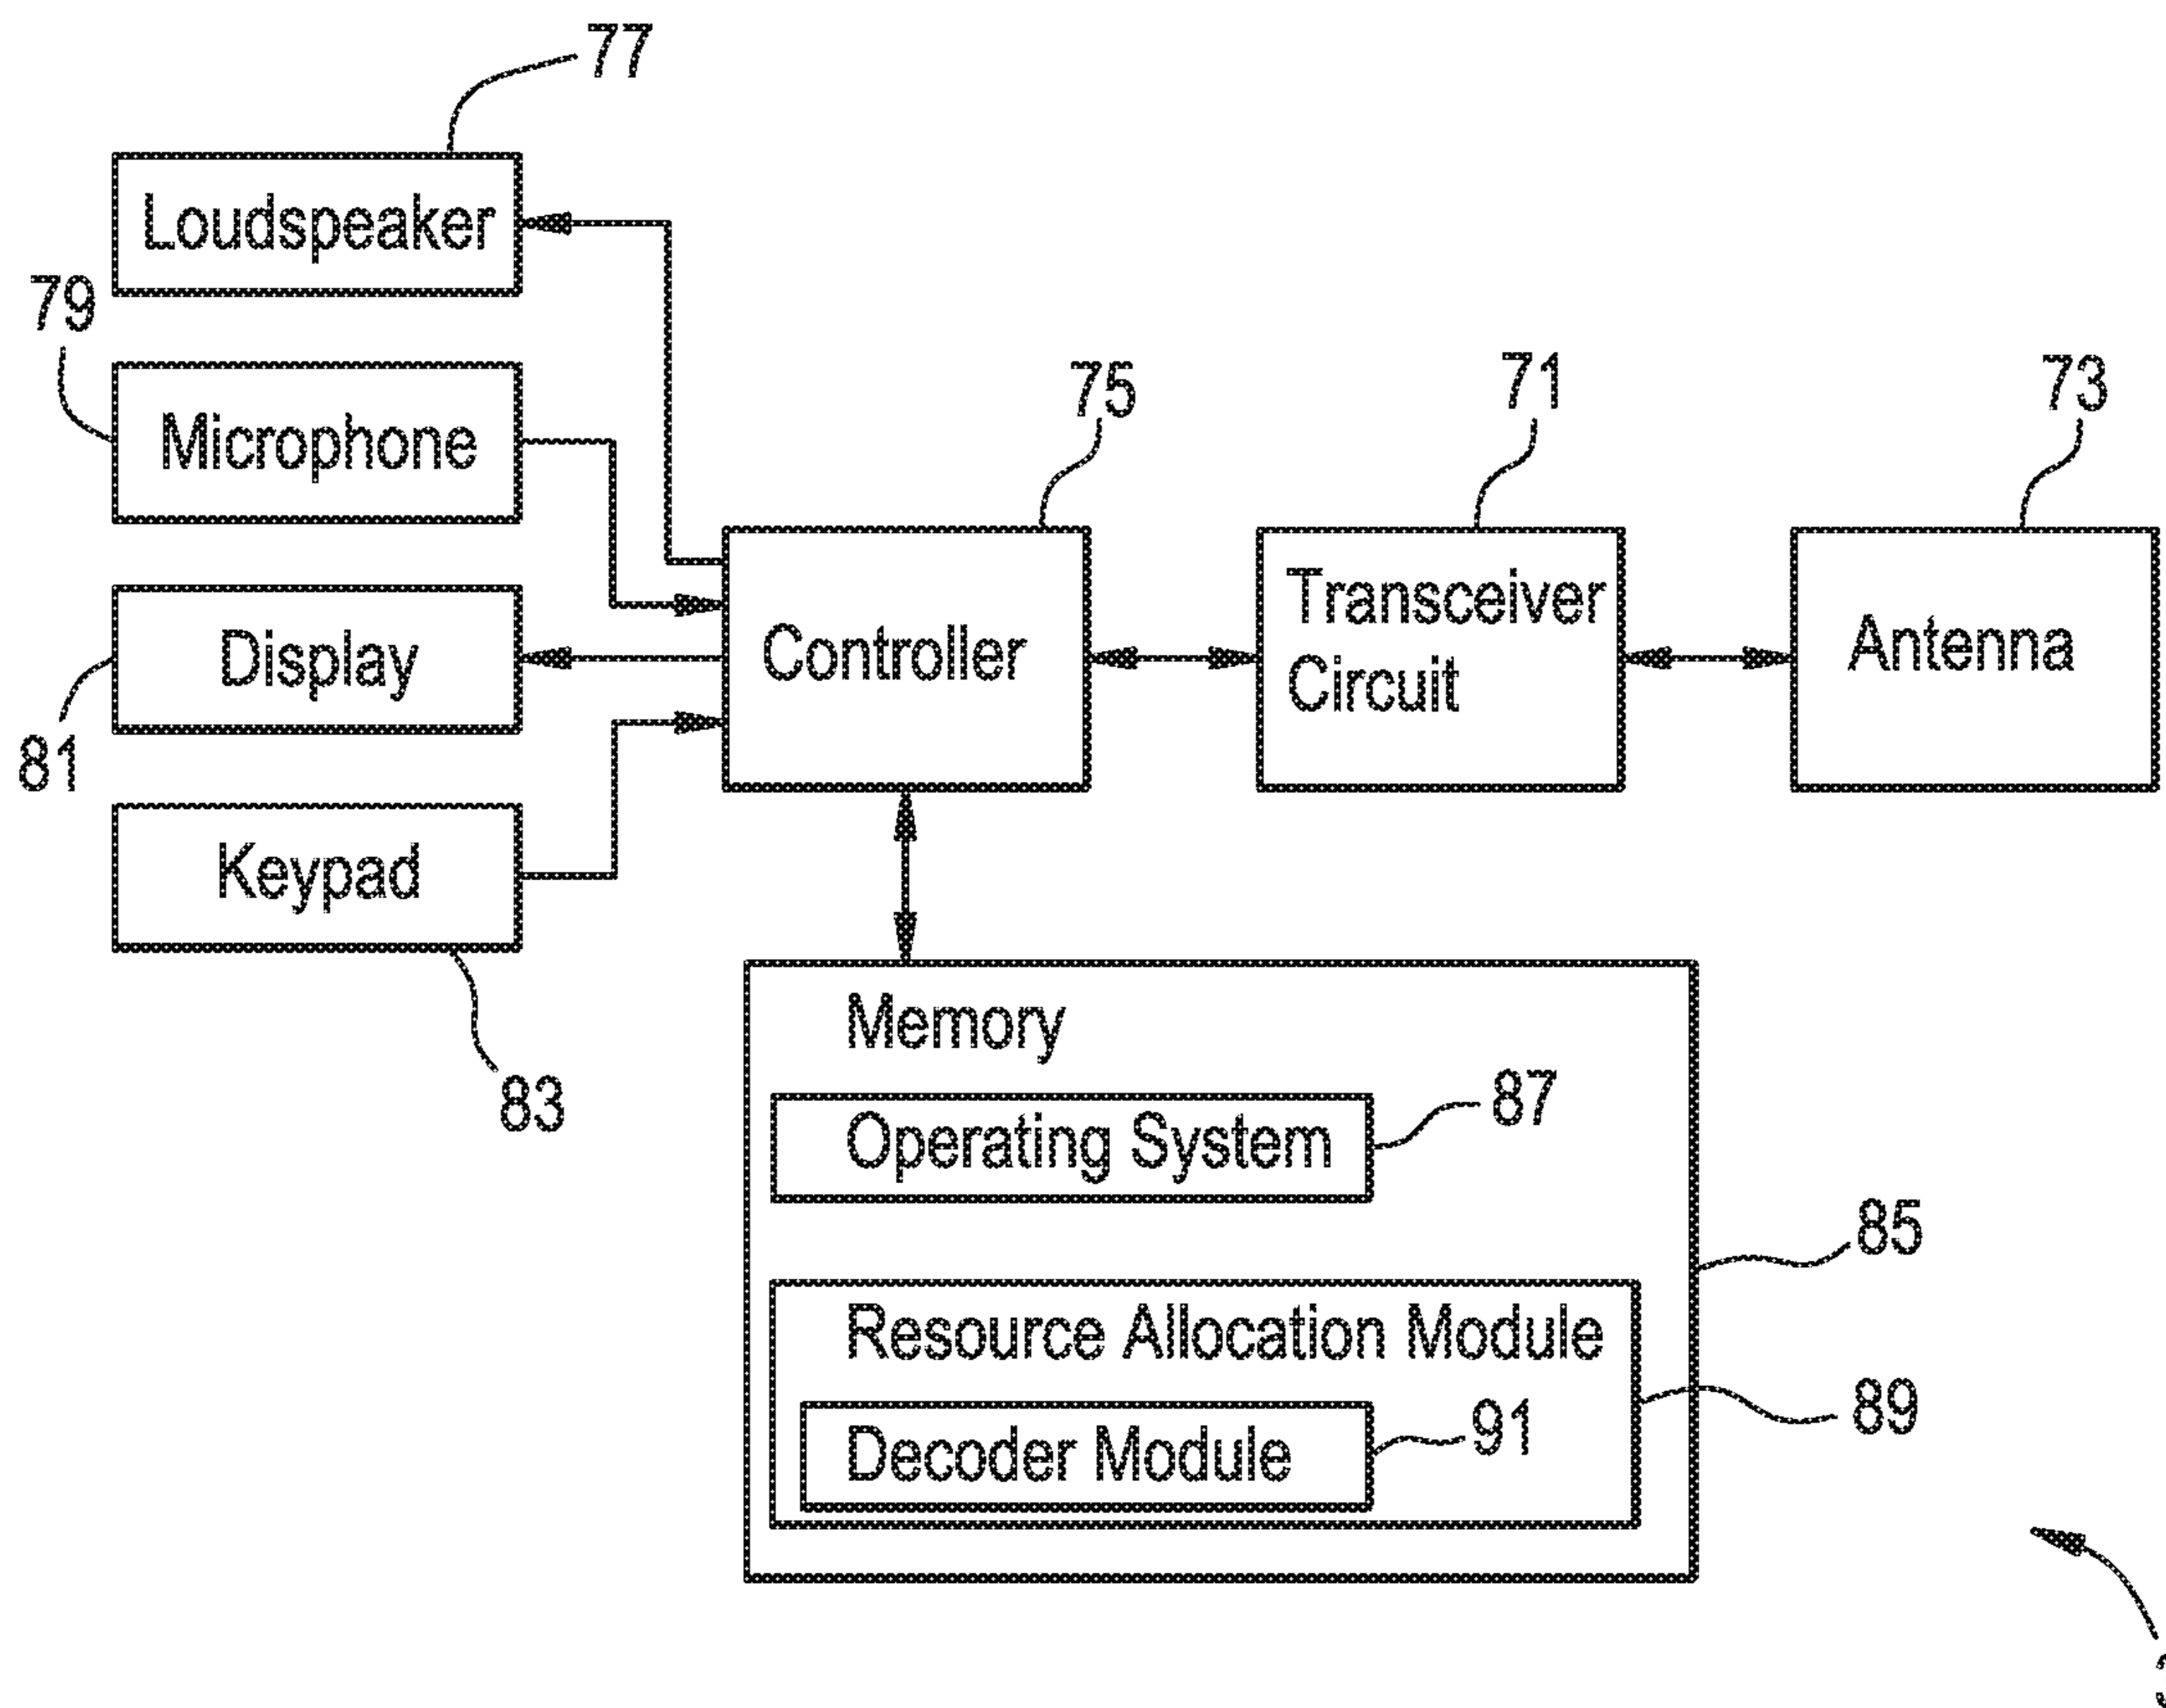 77
Loudspeaker
79
Microphone
75
71
73
Display
Controller
Transceiver
Circuit
Antenna
81
Keypad
83
Memory
Operating System
87
85
Resource Allocation Module
89
Decoder Module
91